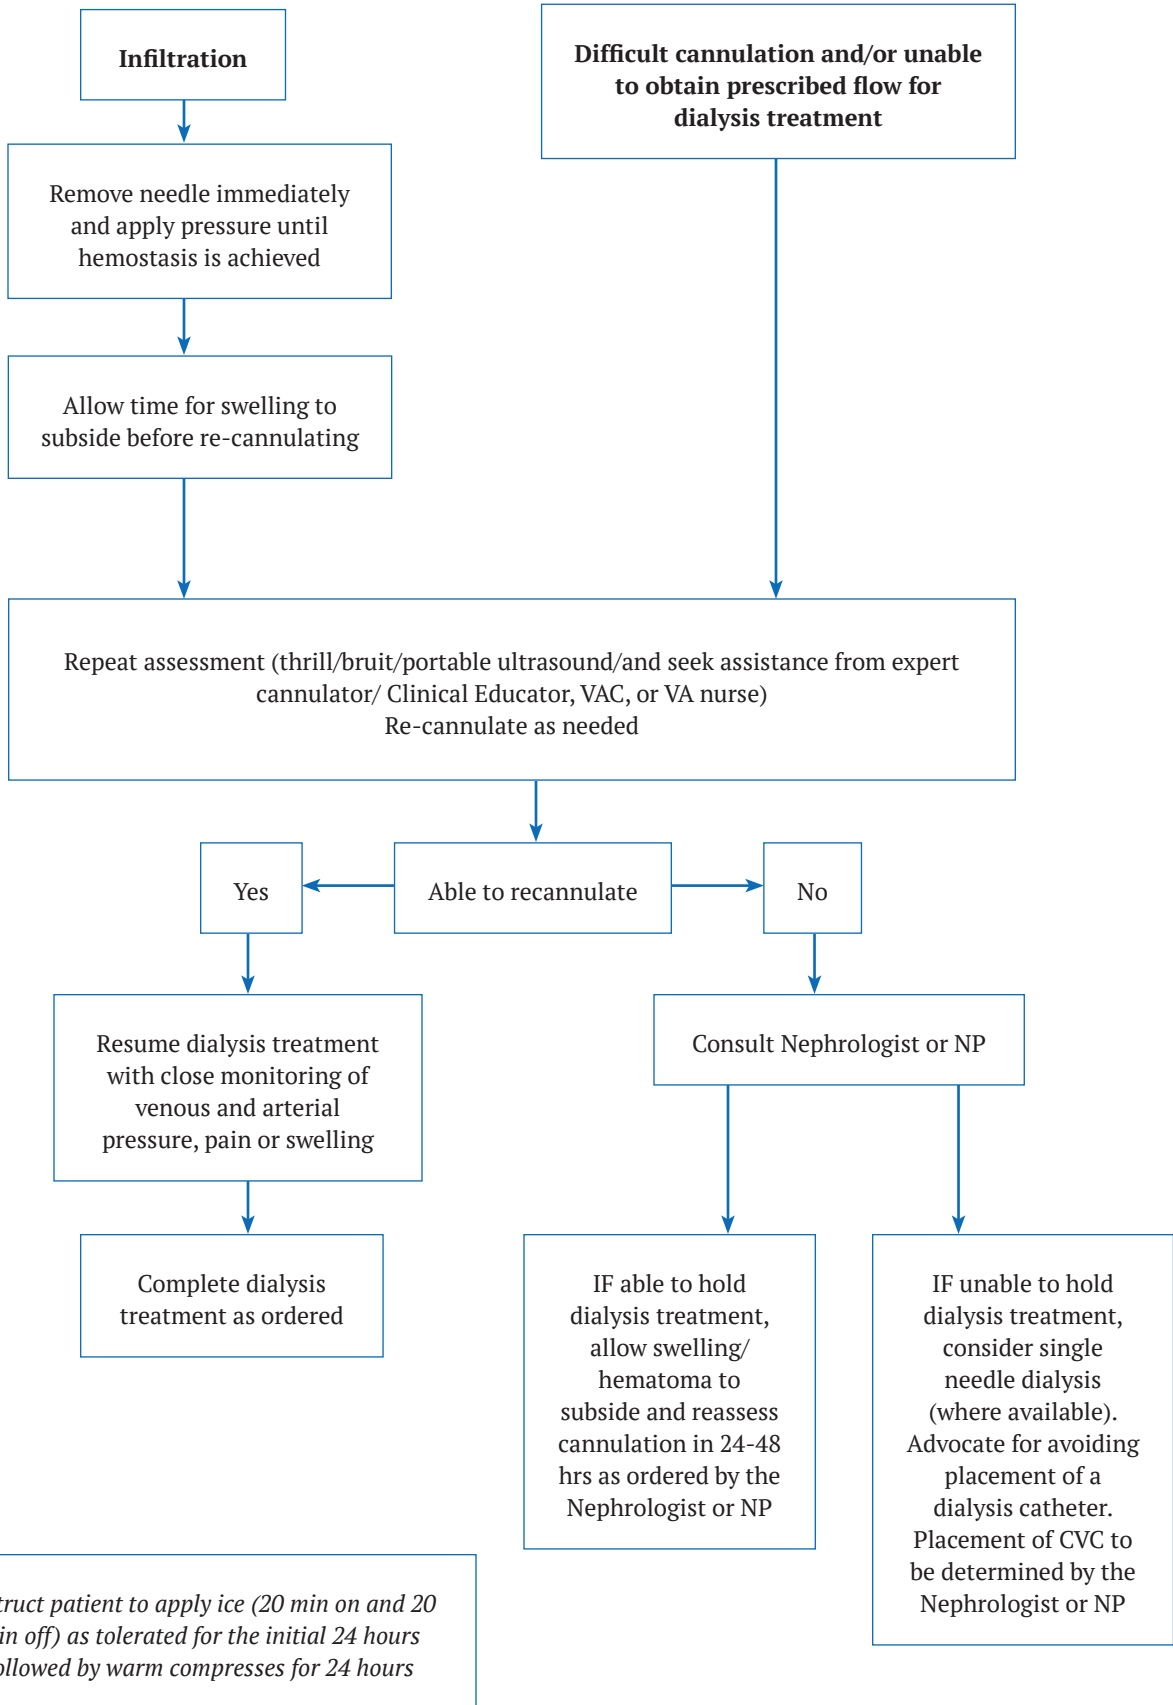 Infiltration
Difficult cannulation and/or unable
to obtain prescribed flow for
dialysis treatment
Remove needle immediately
and apply pressure until
hemostasis is achieved
Allow time for swelling to
subside before re-cannulating
Repeat assessment (thrill/bruit/portable ultrasound/and seek assistance from expert
cannulator/ Clinical Educator, VAC, or VA nurse)
Re-cannulate as needed
Yes
Able to recannulate
No
Resume dialysis treatment
with close monitoring of
venous and arterial
pressure, pain or swelling
Consult Nephrologist or NP
Complete dialysis
treatment as ordered
IF able to hold
dialysis treatment,
allow swelling/
hematoma to
subside and reassess
cannulation in 24-48
hrs as ordered by the
Nephrologist or NP
IF unable to hold
dialysis treatment,
consider single
needle dialysis
(where available).
Advocate for avoiding
placement of a
dialysis catheter.
Placement of CVC to
be determined by the
Nephrologist or NP
patient to apply ice (20 min on and 20
off) as tolerated for the initial 24 hours
followed by warm compresses for 24 hours